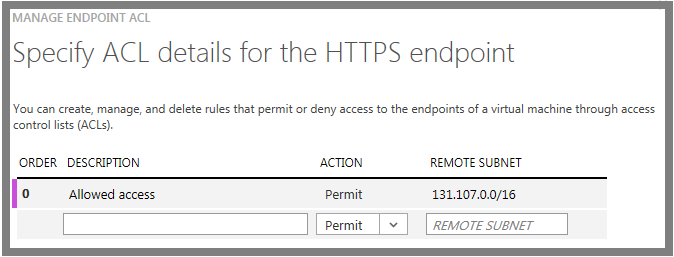 MANAGE ENDPOINT ACL
Specify ACL details for the HTTPS endpoint
You can create, manage, and delete rules that permit or deny access to the endpoints of a virtual machine through access
control lists (ACLs).
ORDER DESCRIPTION ACTION REMOTE SUBNET
0 Allowed access Permit 131.107.0.0/16
Permit REMOTE SUBNET